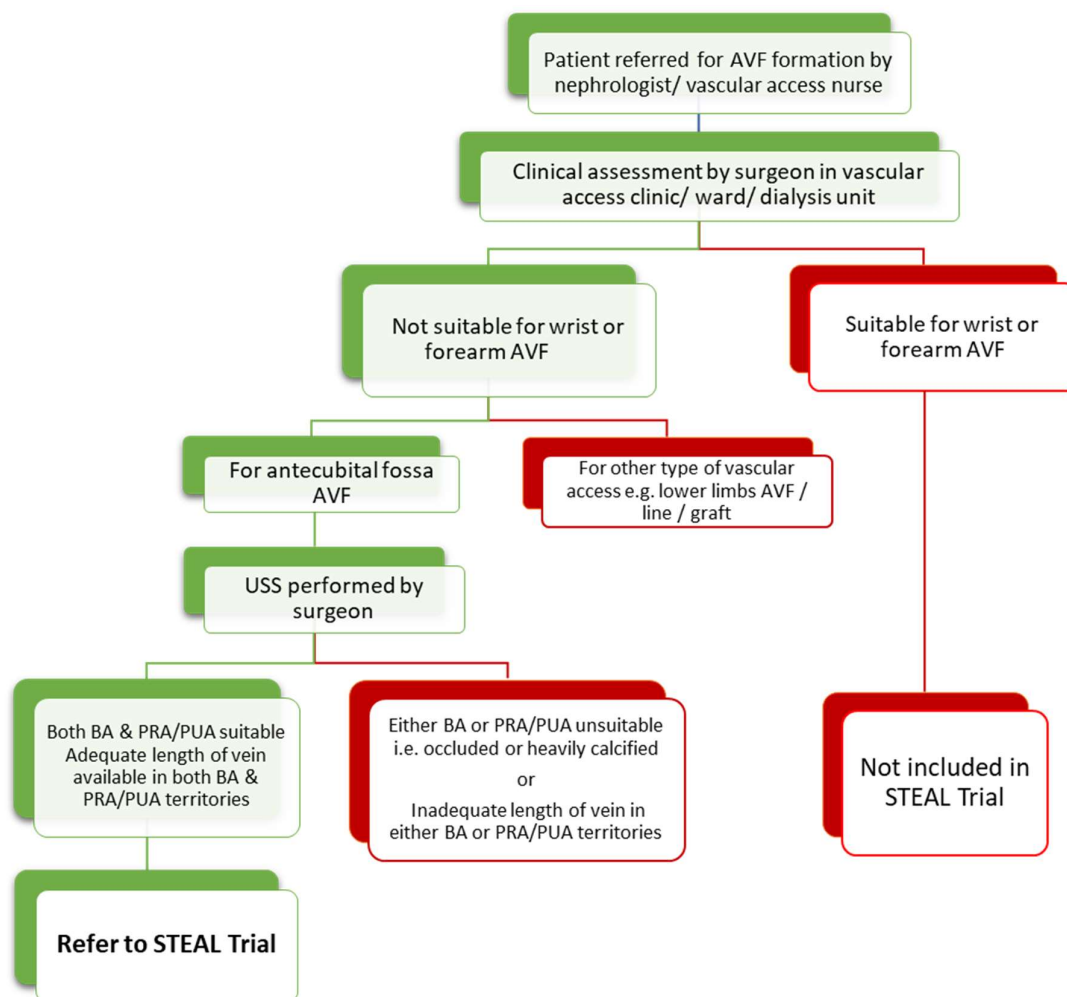 Patient referred for AVF formation by
nephrologist/ vascular access nurse
Clinical assessment by surgeon in vascular
access clinic/ ward/ dialysis unit
Not suitable for wrist or
forearm AVF
Suitable for wrist or
forearm AVF
For antecubital fossa
AVF
For other type of vascular
access e.g. lower limbs AVF /
line / graft
USS performed by
surgeon
Both BA & PRA/PUA suitable
Adequate length of vein
available in both BA &
PRA/PUA territories
Either BA or PRA/PUA unsuitable
i.e. occluded or heavily calcified
or
Inadequate length of vein in
either BA or PRA/PUA territories
Not included in
STEAL Trial
Refer to STEAL Trial